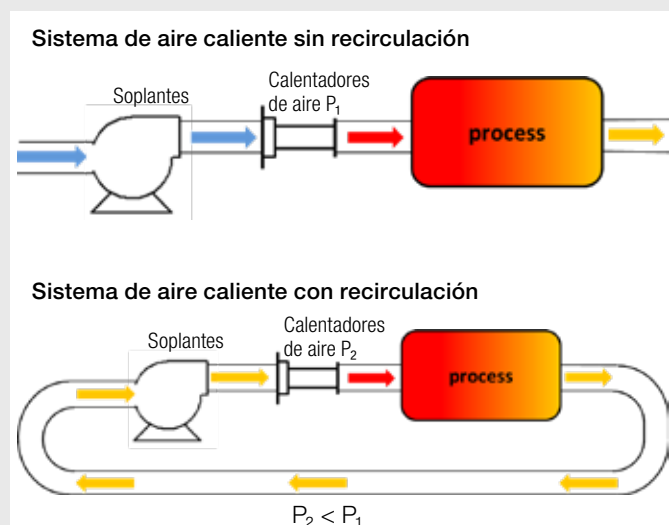 Sistema de aire caliente sin recirculación
Soplantes
Calentadores
de aire P₁
process
Sistema de aire caliente con recirculación
Soplantes
Calentadores
de aire P₂
process
P₂ < P₁